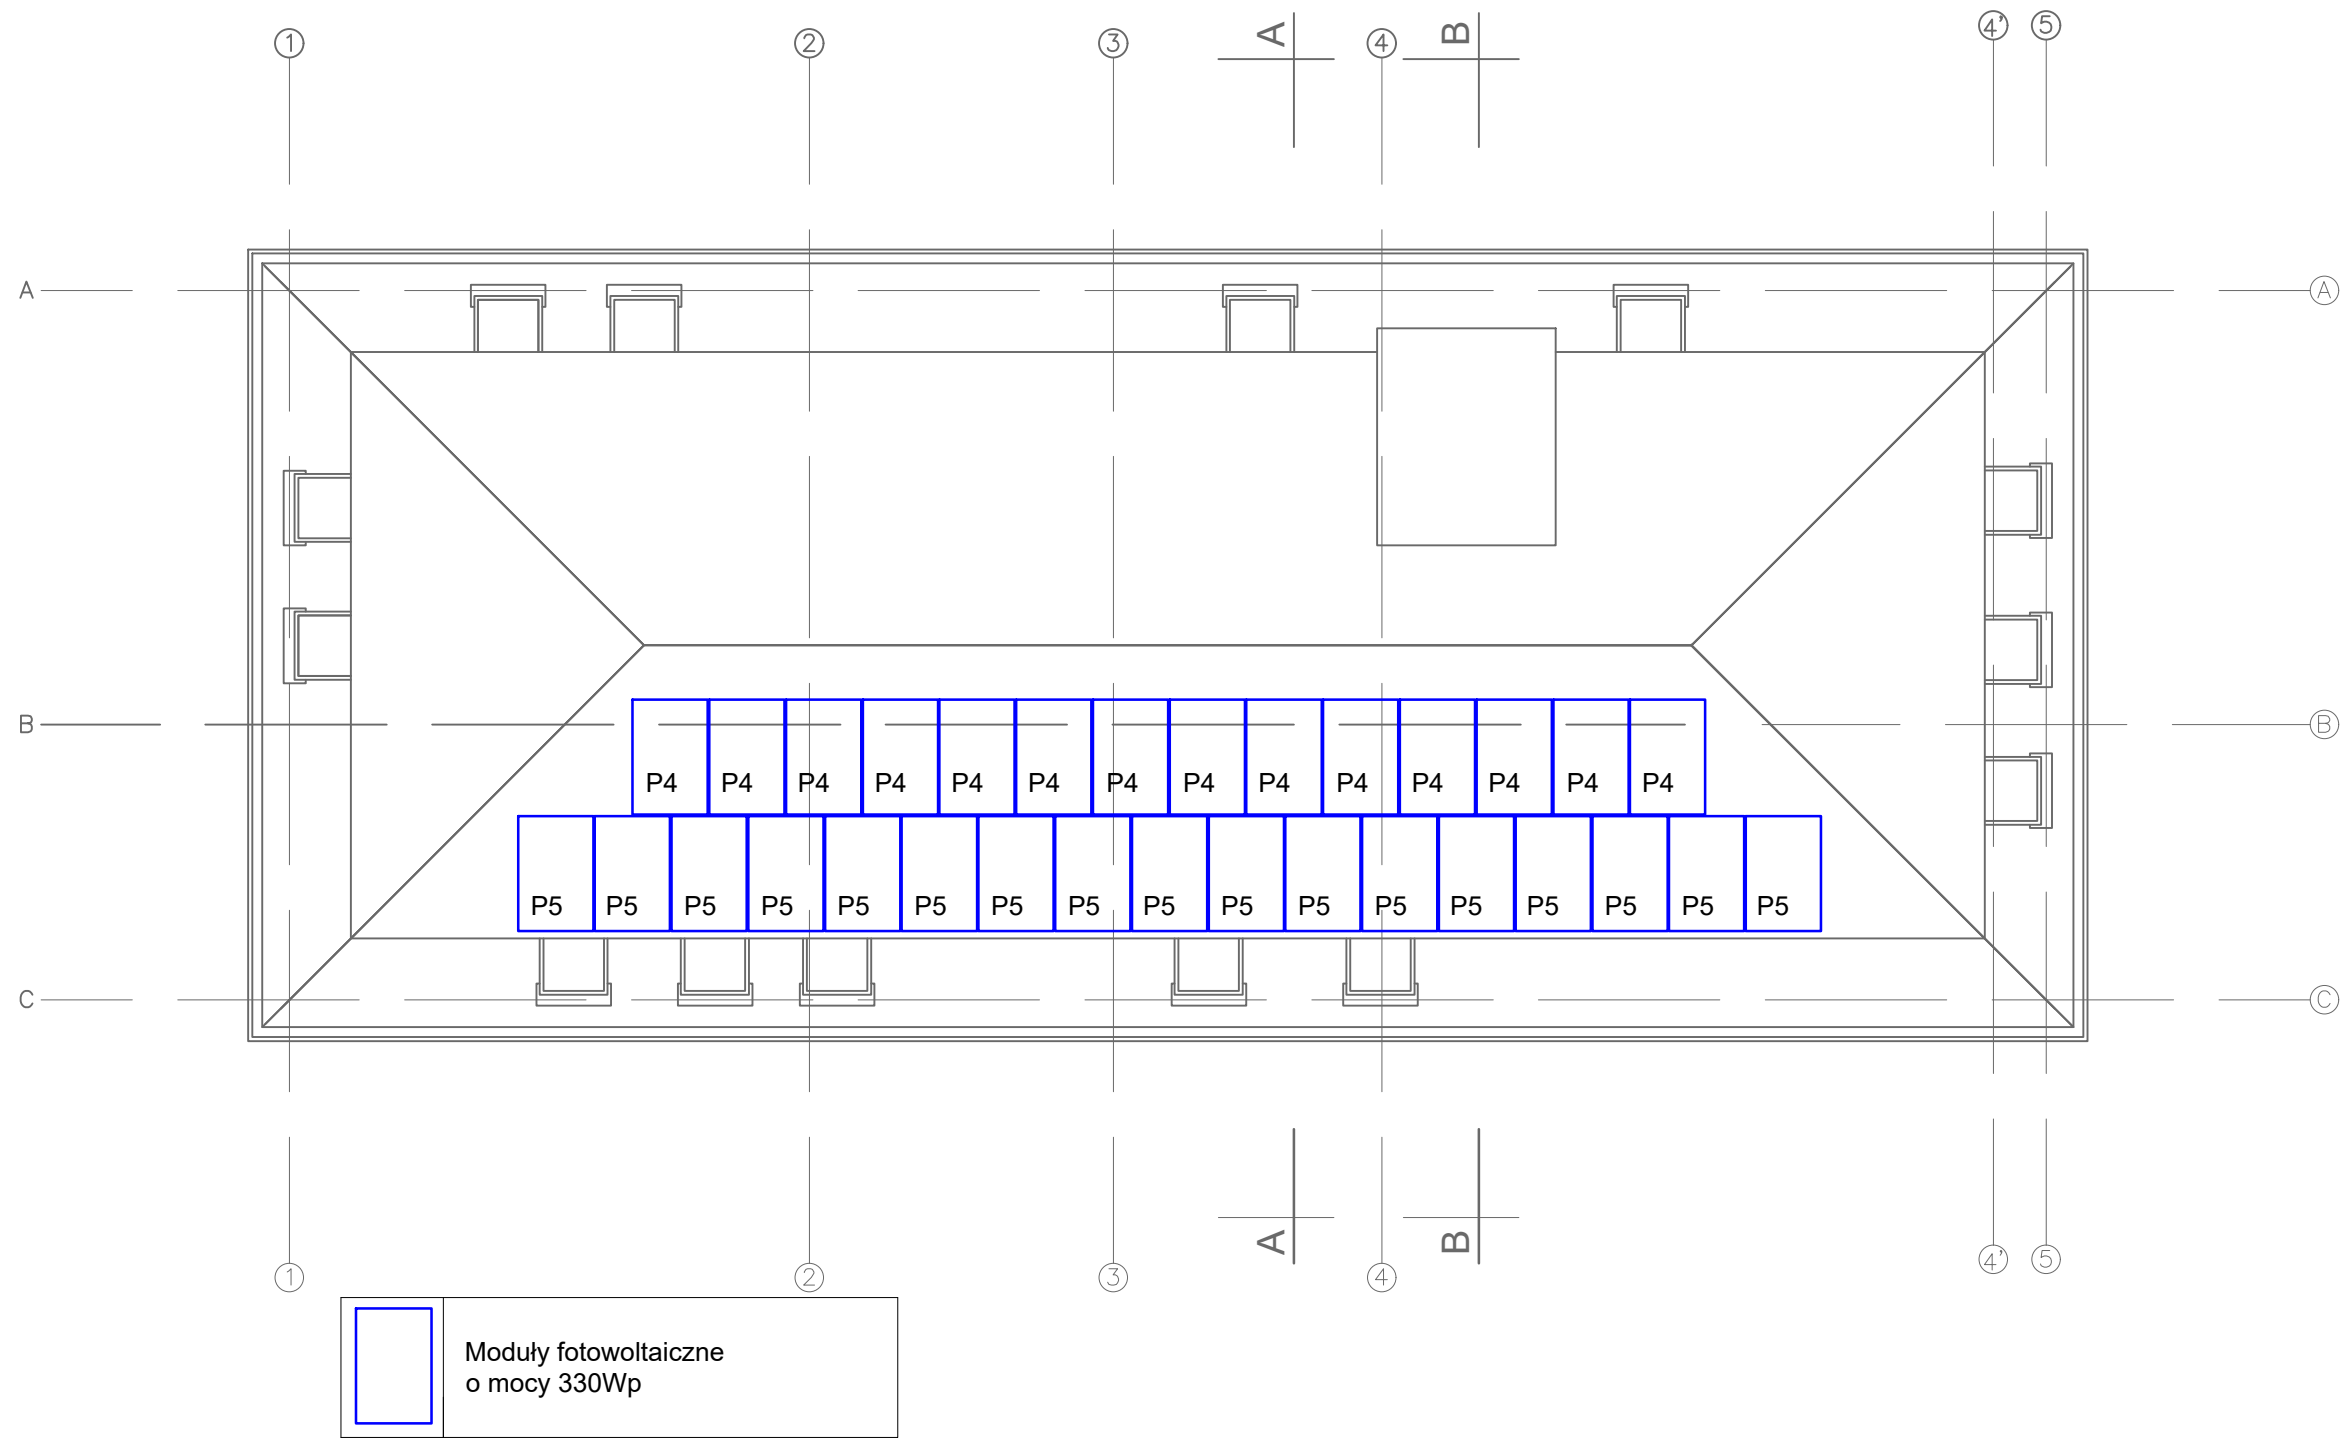 1 2 3 A 4 B 4' 5
A A
B B
P4 P4 P4 P4 P4 P4 P4 P4 P4 P4 P4 P4 P4 P4
P5 P5 P5 P5 P5 P5 P5 P5 P5 P5 P5 P5 P5 P5 P5 P5 P5
C C
A B
1 2 3 4 4' 5
Moduły fotowoltaiczne
o mocy 330Wp